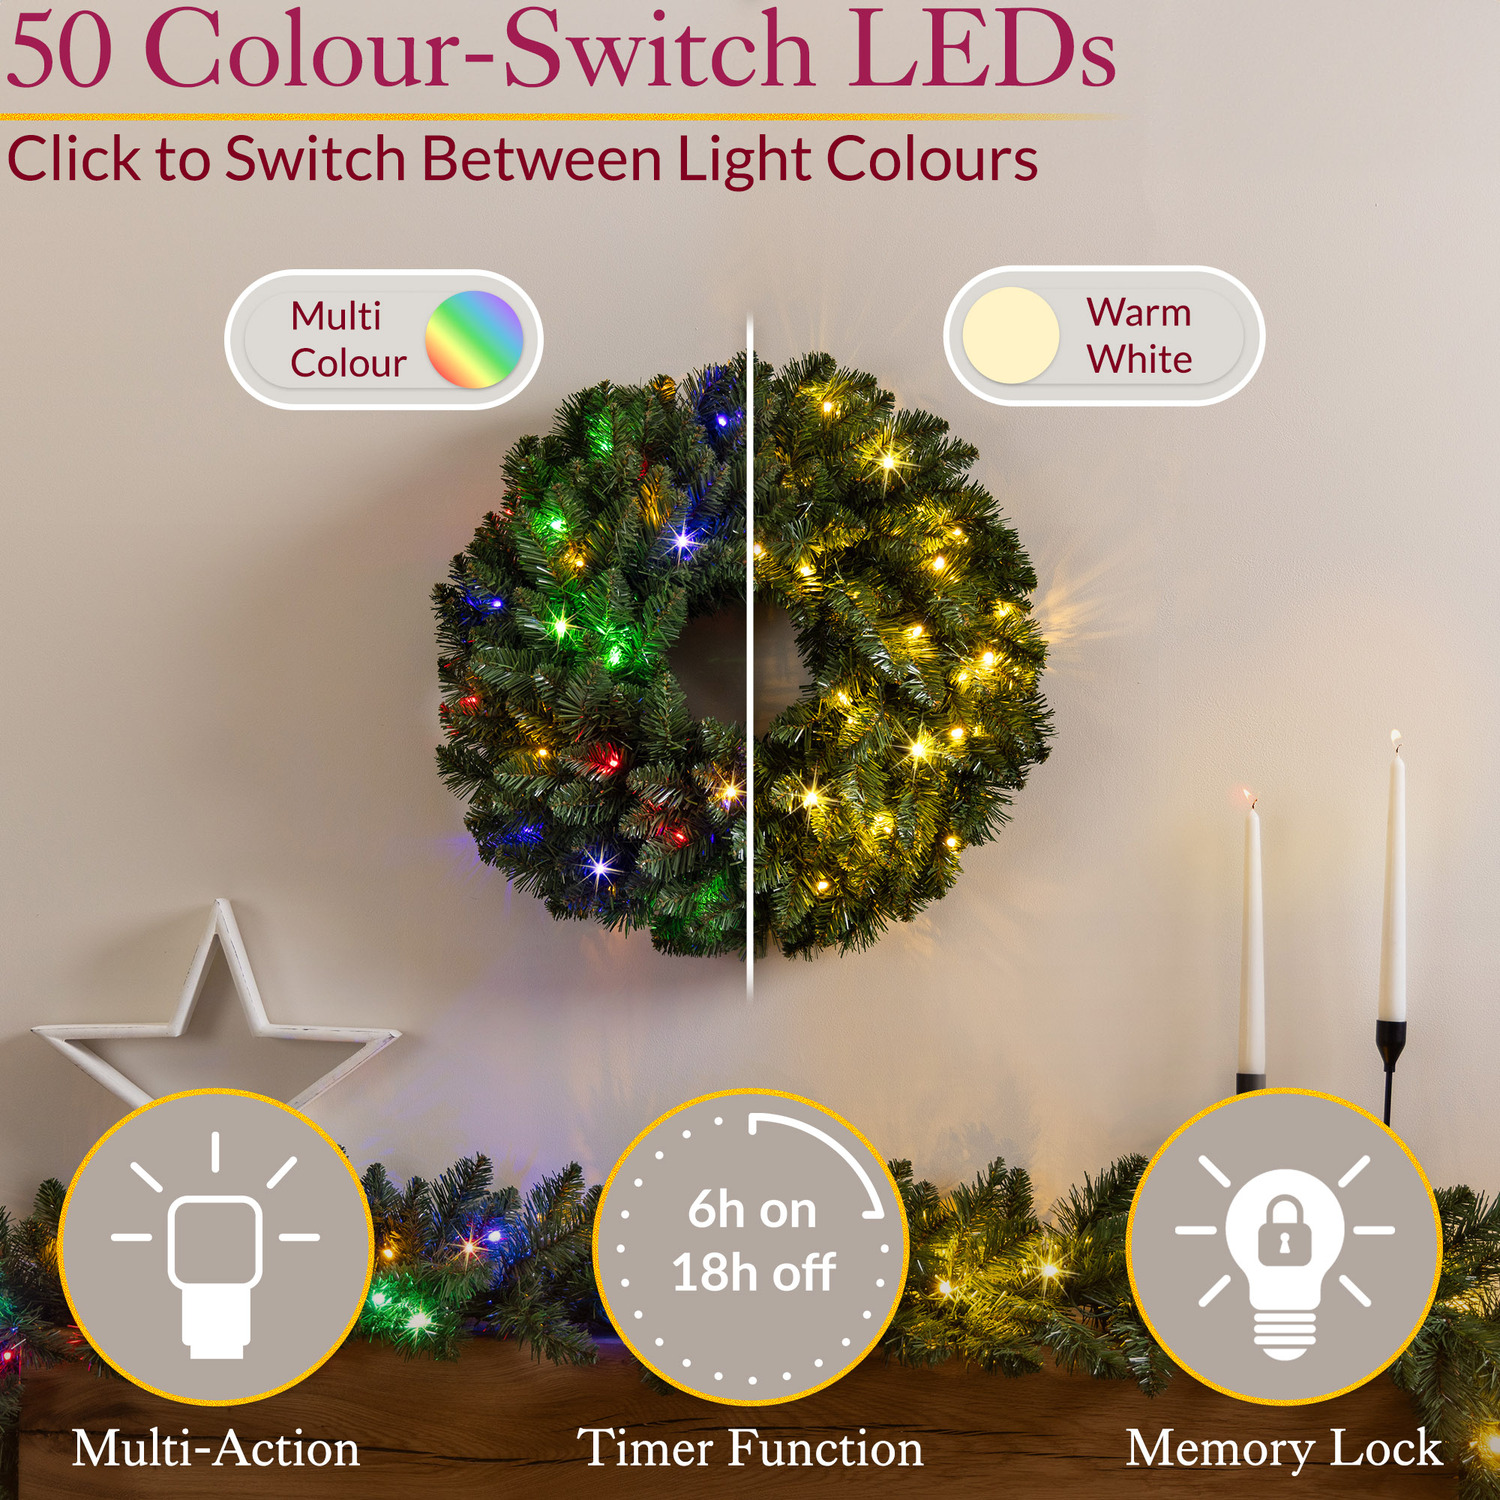 50 Colour-Switch LEDs
Click to Switch Between Light Colours
Multi
Colour
Warm
White
6h on
18h off
Multi-Action
Timer Function
Memory Lock